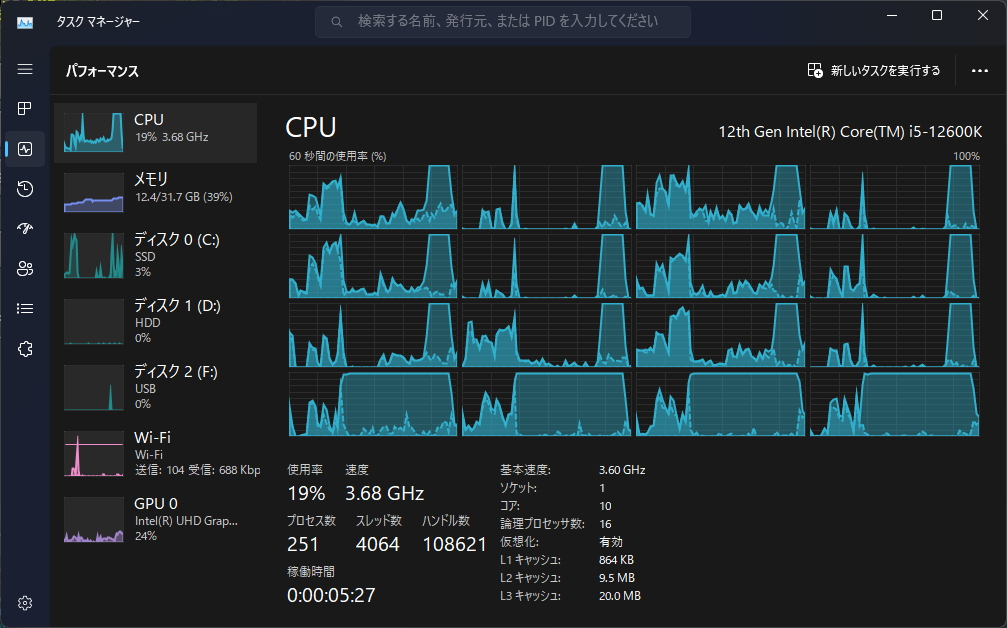 タスク マネージャー
検索する名前、発行元、または PID を入力してください
パフォーマンス
新しいタスクを実行する
CPU
19% 3.68 GHz
メモリ
12.4/31.7 GB (39%)
ディスク 0 (C:)
SSD
3%
ディスク 1 (D:)
HDD
0%
ディスク 2 (F:)
USB
0%
Wi-Fi
Wi-Fi
送信: 104 受信: 688 Kbp
GPU 0
Intel(R) UHD Grap...
24%
CPU
12th Gen Intel(R) Core(TM) i5-12600K
60 秒間の使用率 (%)
100%
使用率 速度
19% 3.68 GHz
プロセス数 スレッド数 ハンドル数
251 4064 108621
稼働時間
0:00:05:27
基本速度: 3.60 GHz
ソケット: 1
コア: 10
論理プロセッサ数: 16
仮想化: 有効
L1 キャッシュ: 864 KB
L2 キャッシュ: 9.5 MB
L3 キャッシュ: 20.0 MB